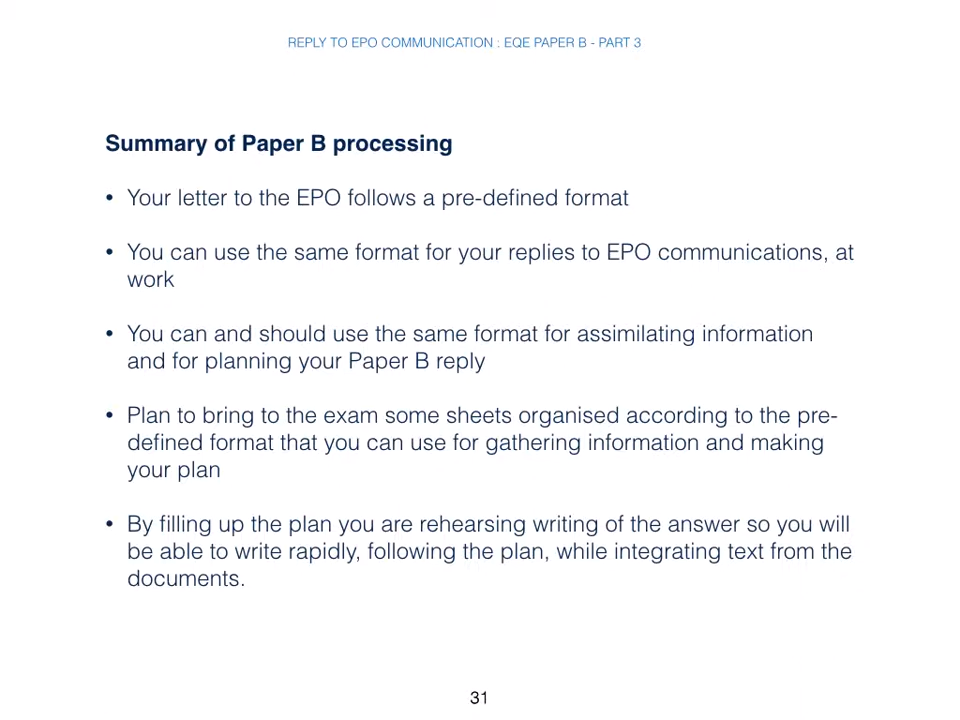 REPLY TO EPO COMMUNICATION : EQE PAPER B - PART 3
Summary of Paper B processing
• Your letter to the EPO follows a pre-defined format
• You can use the same format for your replies to EPO communications, at
work
• You can and should use the same format for assimilating information
and for planning your Paper B reply
• Plan to bring to the exam some sheets organised according to the pre-
defined format that you can use for gathering information and making
your plan
• By filling up the plan you are rehearsing writing of the answer so you will
be able to write rapidly, following the plan, while integrating text from the
documents.
31